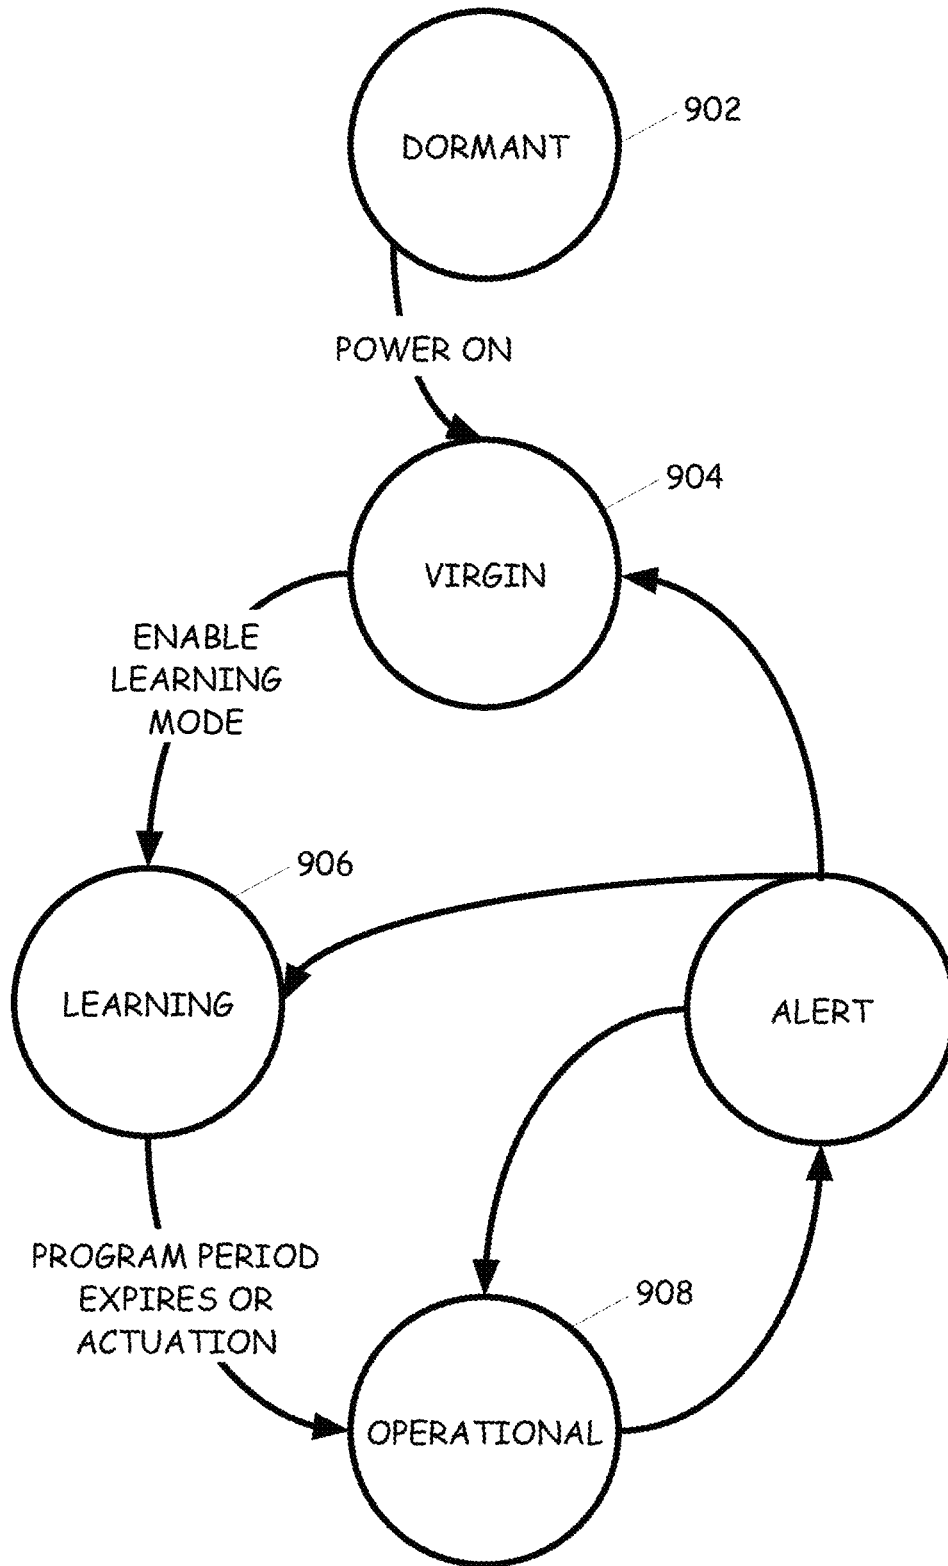 902
DORMANT
POWER ON
904
VIRGIN
ENABLE
LEARNING
MODE
906
LEARNING
ALERT
PROGRAM PERIOD
EXPIRES OR
ACTUATION
908
OPERATIONAL